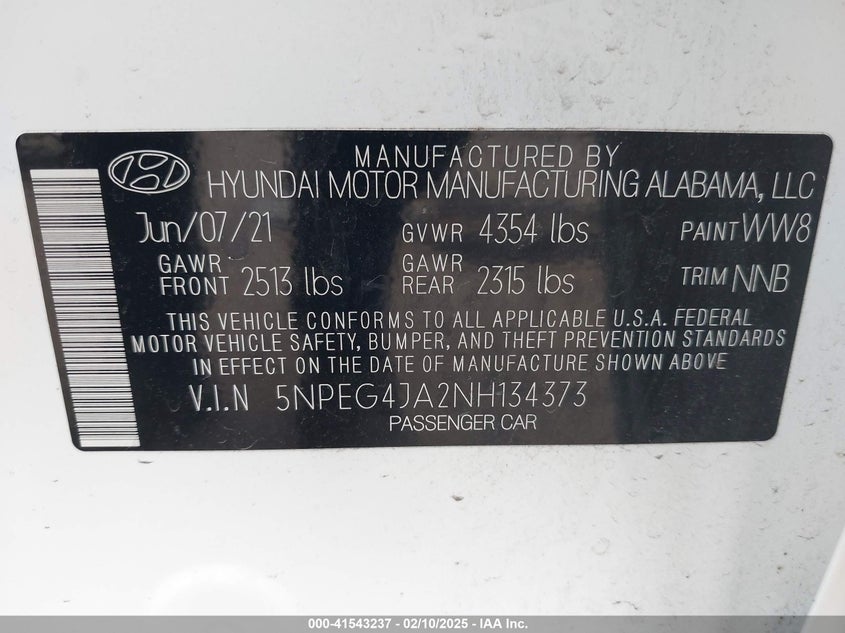 MANUFACTURED BY
HYUNDAI MOTOR MANUFACTURING ALABAMA, LLC
Jun/07/21 GVWR 4354 lbs PAINT WW8
GAWR FRONT 2513 lbs GAWR REAR 2315 lbs TRIM NNB
THIS VEHICLE CONFORMS TO ALL APPLICABLE U.S.A. FEDERAL
MOTOR VEHICLE SAFETY, BUMPER, AND THEFT PREVENTION STANDARDS
IN EFFECT ON THE DATE OF MANUFACTURE SHOWN ABOVE.
V.I.N 5NPEG4JA2NH134373
PASSENGER CAR
000-41543237 - 02/10/2025 - IAA Inc.